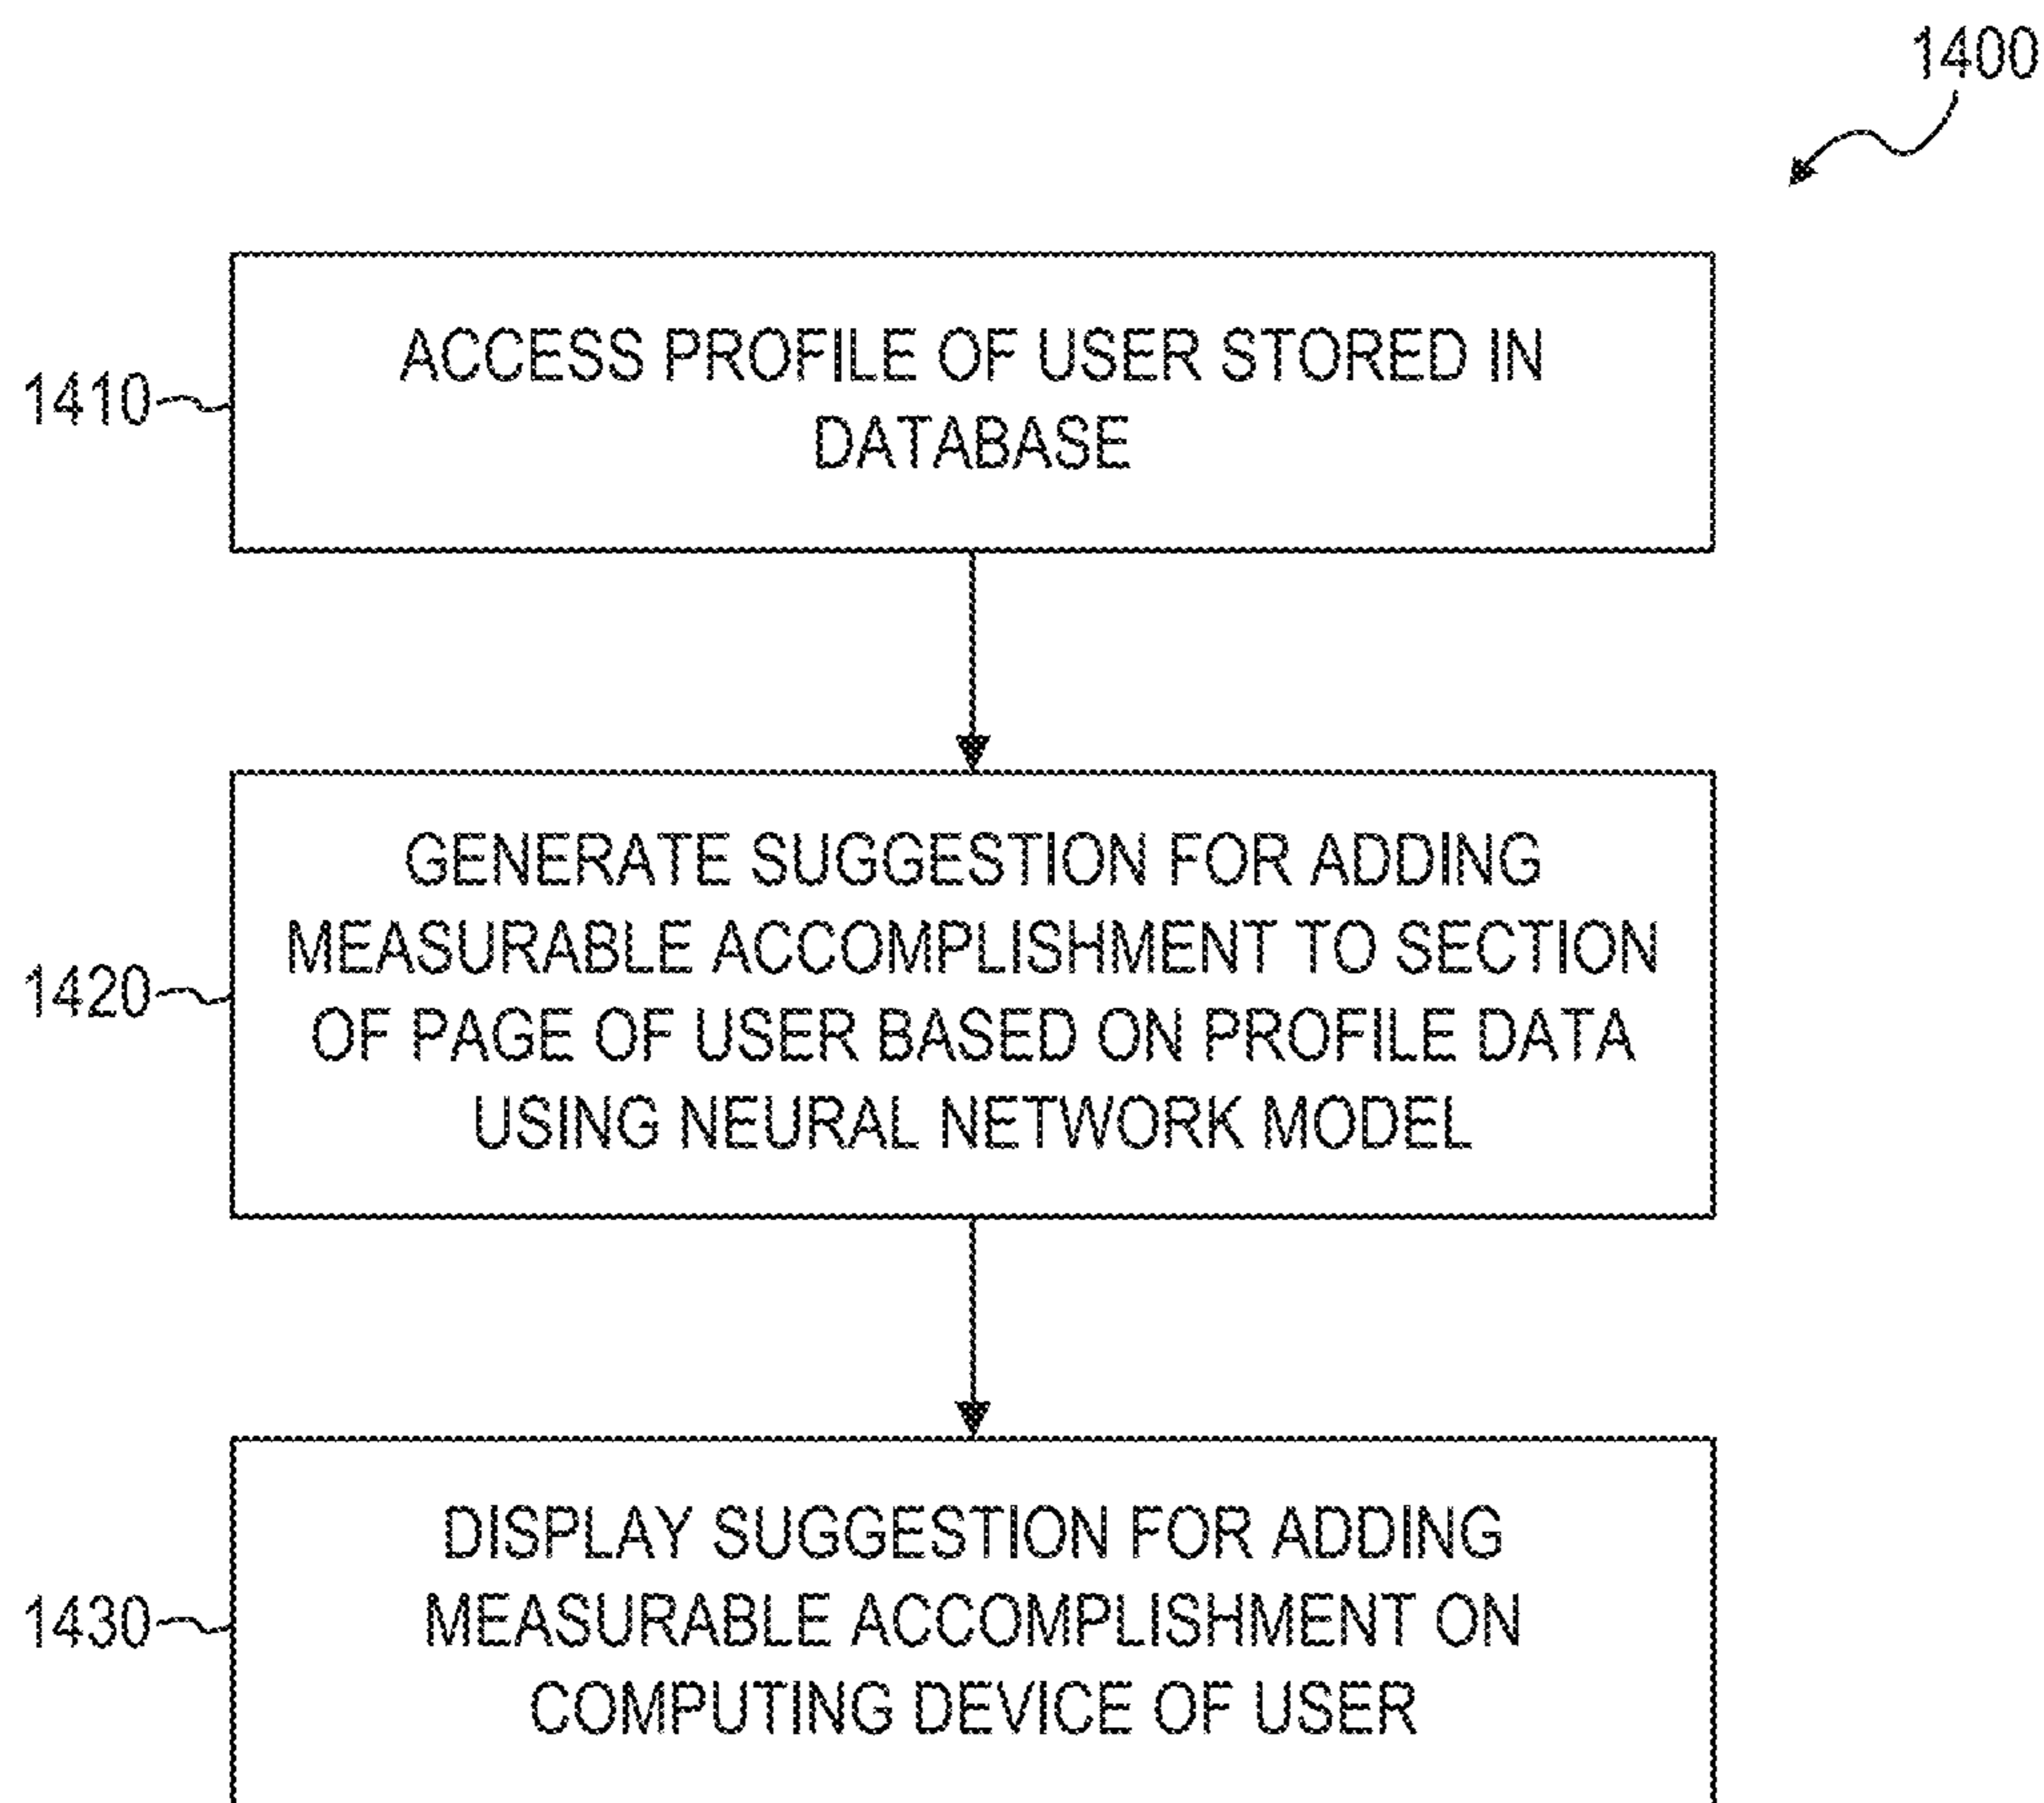 1400
ACCESS PROFILE OF USER STORED IN
DATABASE
1410
GENERATE SUGGESTION FOR ADDING
MEASURABLE ACCOMPLISHMENT TO SECTION
OF PAGE OF USER BASED ON PROFILE DATA
USING NEURAL NETWORK MODEL
1420
DISPLAY SUGGESTION FOR ADDING
MEASURABLE ACCOMPLISHMENT ON
COMPUTING DEVICE OF USER
1430